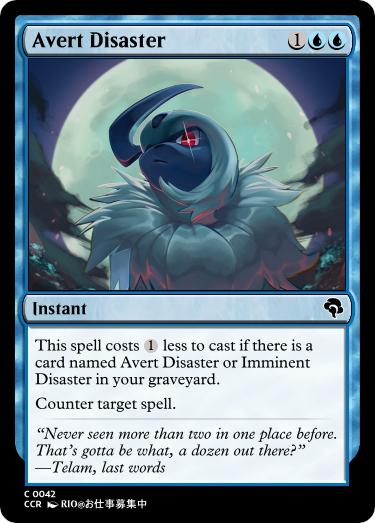 Avert Disaster 1
Instant
This spell costs 1 less to cast if there is a
card named Avert Disaster or Imminent
Disaster in your graveyard.
Counter target spell.
“Never seen more than two in one place before.
That’s gotta be what, a dozen out there?”
—Telam, last words
C 0042
CCR RIO@お仕事募集中